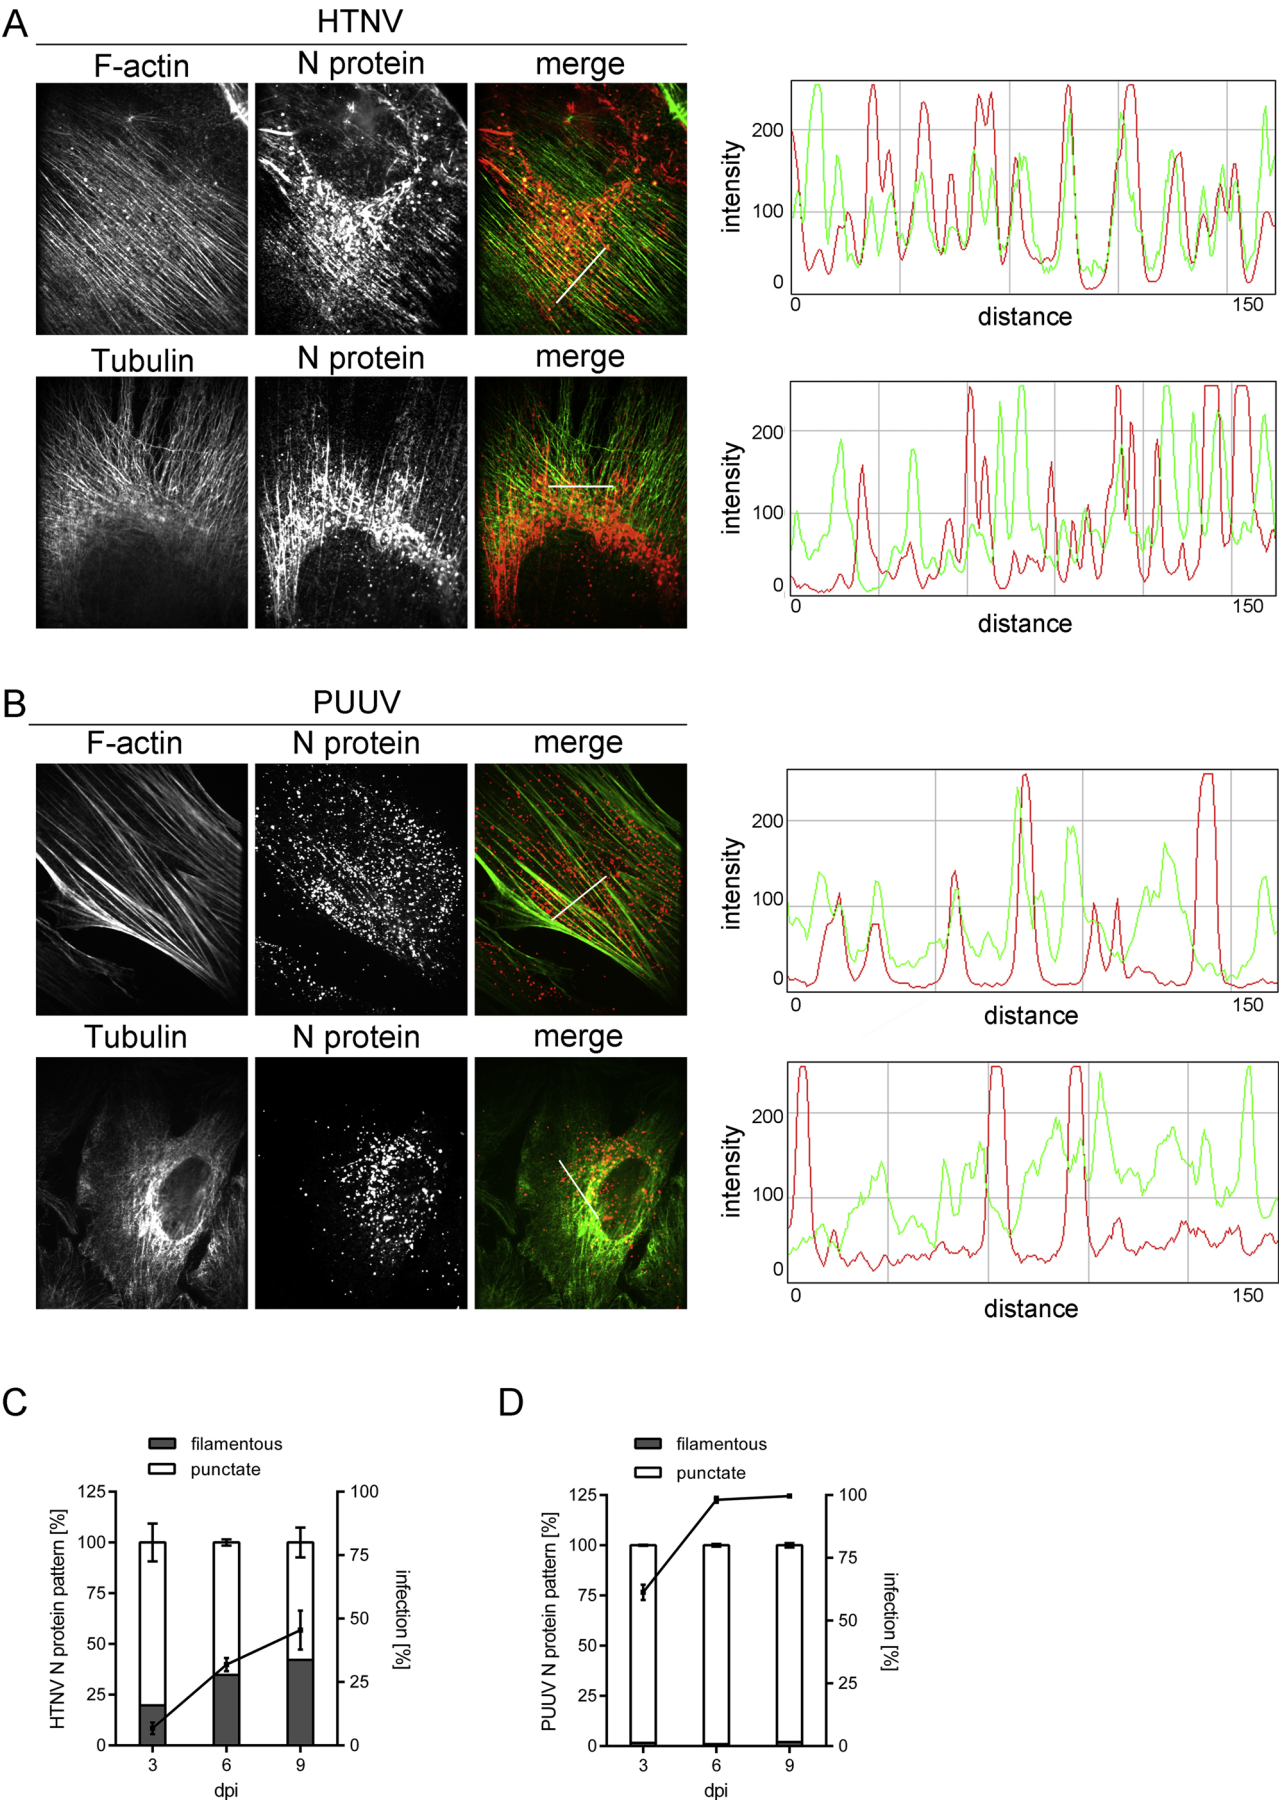 A
HTNV
F-actin N protein merge
200
100
0
intensity
0 150
distance
Tubulin N protein merge
200
100
0
intensity
0 150
distance
B
PUUV
F-actin N protein merge
200
100
0
intensity
0 150
distance
Tubulin N protein merge
200
100
0
intensity
0 150
distance
C
filamentous
punctate
HTNV N protein pattern [%]
125
100
75
50
25
0
100
75
50
25
0
infection [%]
3 6 9
dpi
D
filamentous
punctate
PUUV N protein pattern [%]
125
100
75
50
25
0
100
75
50
25
0
infection [%]
3 6 9
dpi